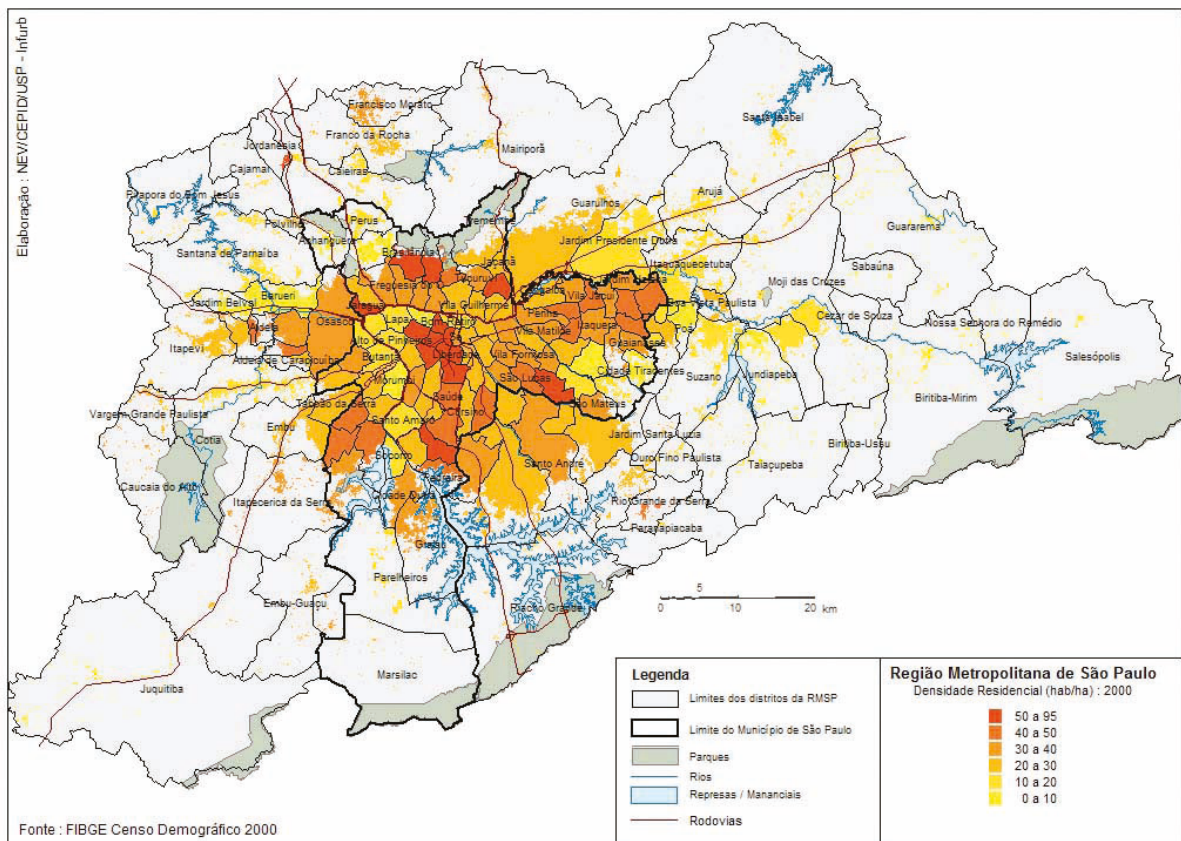 Elaboração : NEV/CEPID/USP - Infurb
Francisco Morato
Santa Isabel
Franco da Rocha
Jordanésia
Mairiporã
Cajamar
Caieiras
Pirapora do Bom Jesus
Arujá
Guarulhos
Guararema
Polvilho
Perus
Tremembé
Anhanguera
Jardim Presidente Dutra
Brasilândia
Santana de Parnaíba
Jaçanã
Itaquaquecetuba
Sabaúna
Tucuruvi
Moji das Cruzes
Freguesia do Ó
Vila Jacuí
Barueri
Jardim Belval
Jaraguá
Vila Guilherme
Boa Vista Paulista
Penha
Cezar de Souza
Osasco
Lapa
Bom Retiro
Nossa Senhora do Remédio
Aldeia
Vila Matilde
Itaquera
Poá
Alto de Pinheiros
Guaianases
Salesópolis
Itapevi
Aldeia de Carapicuíba
Butantã
Liberdade
Vila Formosa
Cidade Tiradentes
Suzano
Jundiapeba
Morumbi
São Lucas
Biritiba-Mirim
Saúde
Vargem Grande Paulista
Taboão da Serra
São Mateus
Cursino
Embu
Santo Amaro
Jardim Santa Luzia
Cotia
Biritiba-Ussu
Ouro Fino Paulista
Socorro
Santo André
Taiaçupeba
Pedreira
Caucaia do Alto
Cidade Dutra
Itapecerica da Serra
Rio Grande da Serra
Paranapiacaba
Grajaú
Parelheiros
Embu-Guaçu
Riacho Grande
Marsilac
Juquitiba
5
0 10 20
km
Legenda
Limites dos distritos da RMSP
Limite do Município de São Paulo
Parques
Rios
Represas / Mananciais
Rodovias
Região Metropolitana de São Paulo
Densidade Residencial (hab/ha) : 2000
50 a 95
40 a 50
30 a 40
20 a 30
10 a 20
0 a 10
Fonte : FIBGE Censo Demográfico 2000